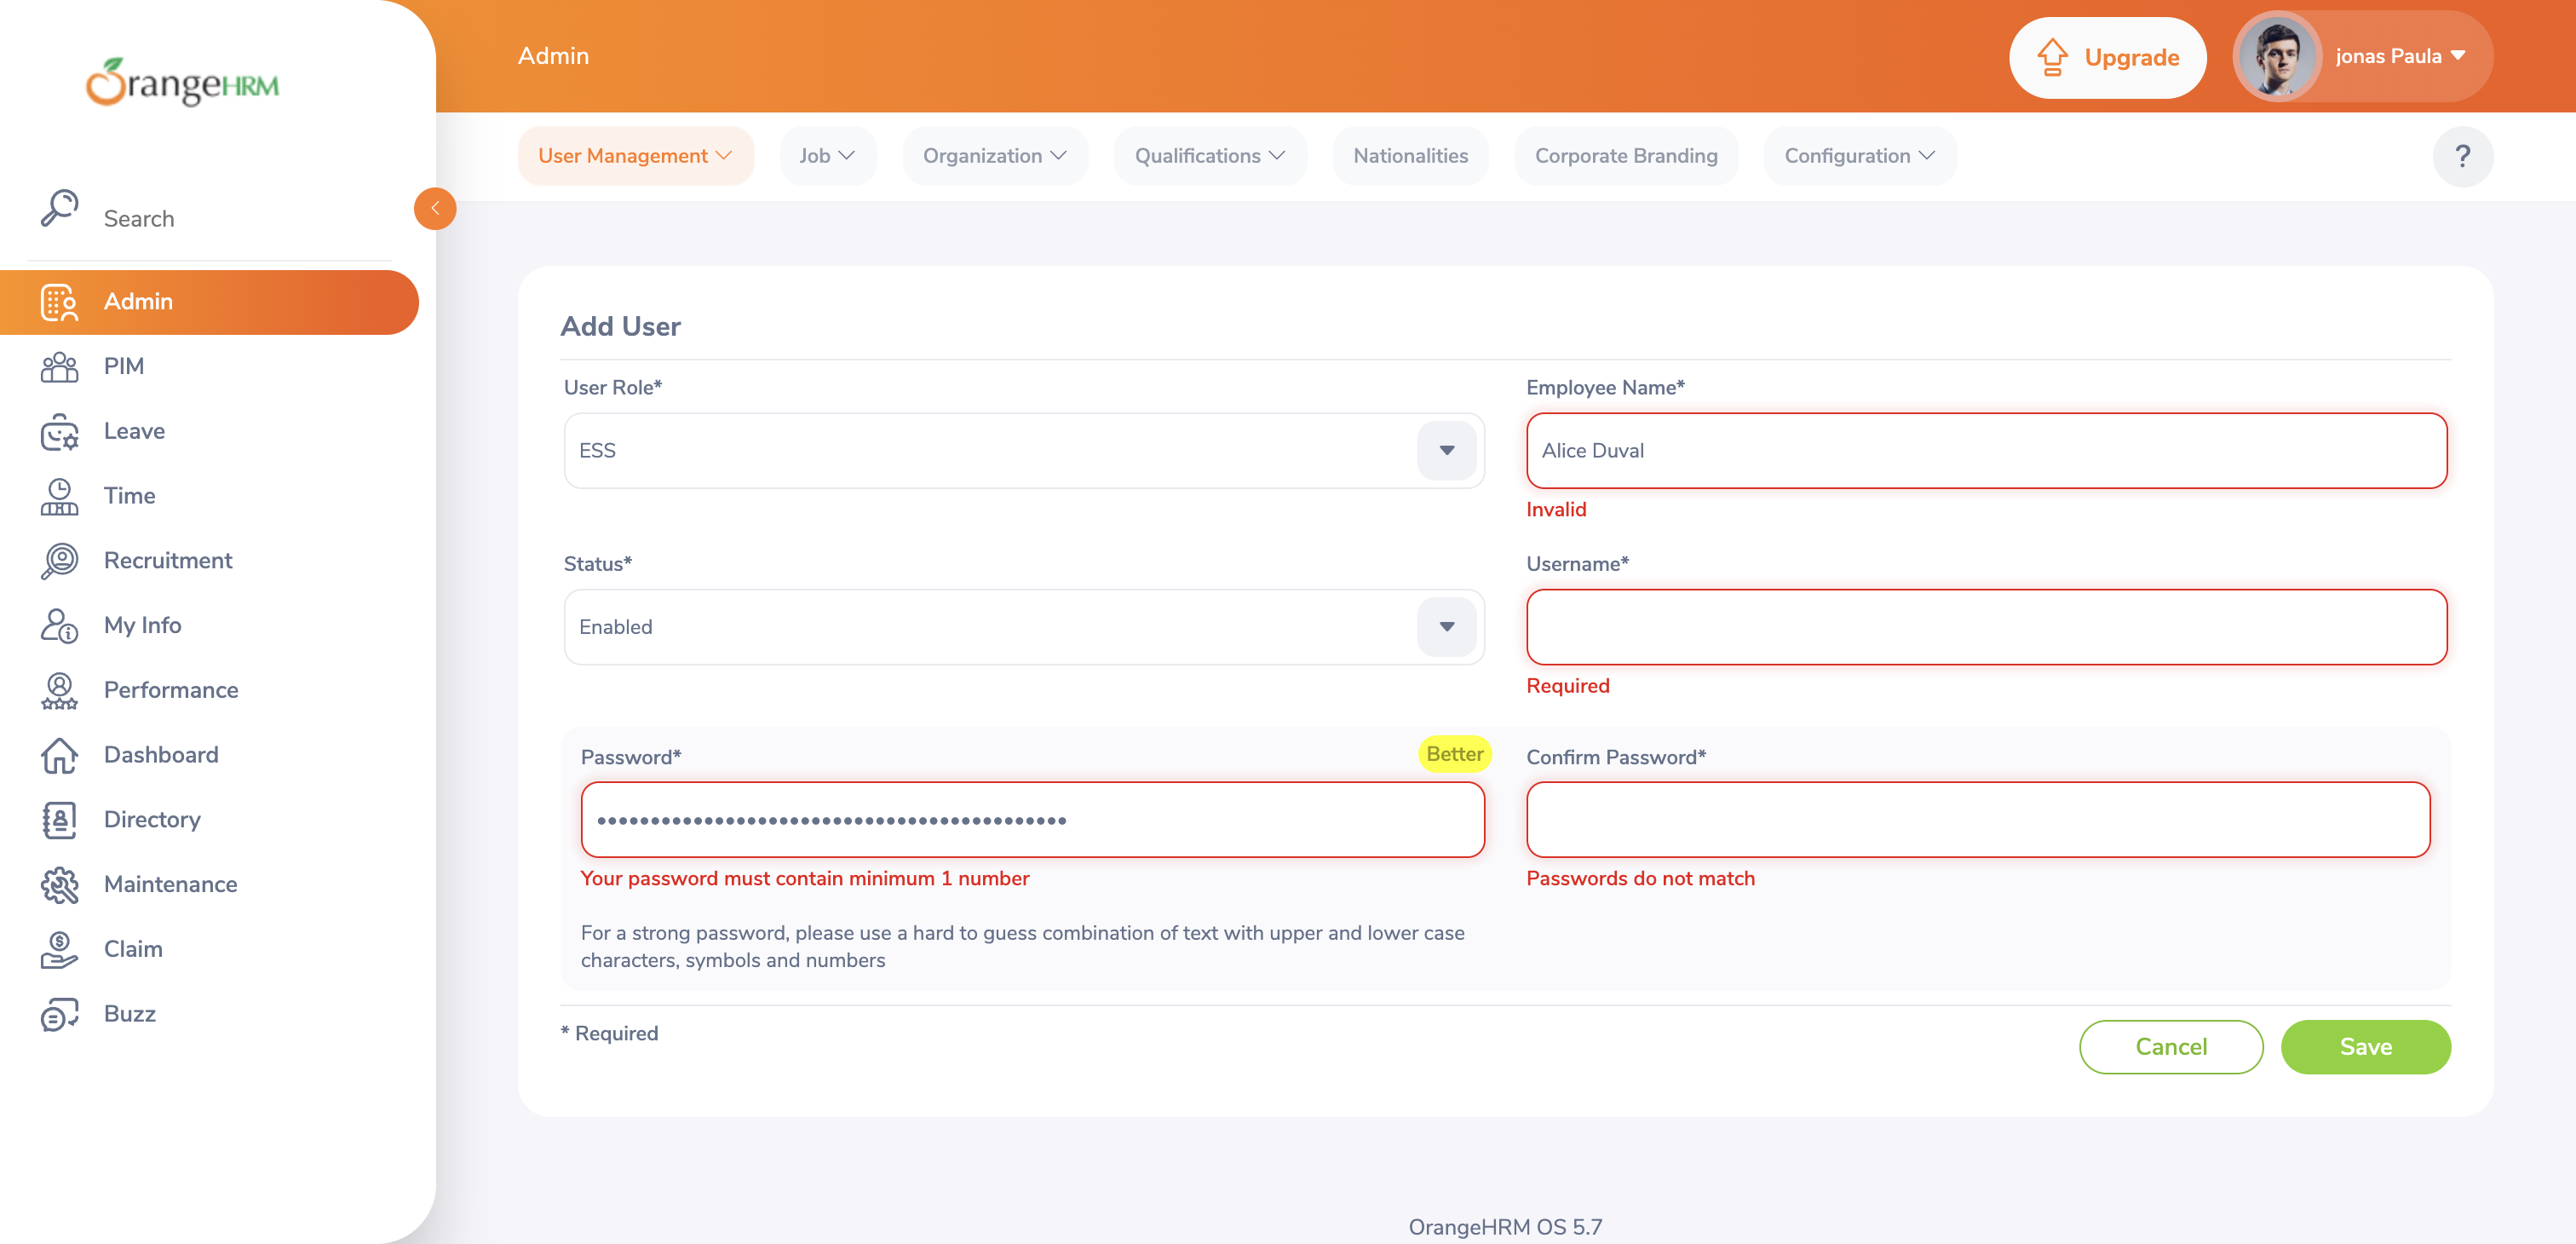 OrangeHRM
Search
Admin
PIM
Leave
Time
Recruitment
My Info
Performance
Dashboard
Directory
Maintenance
Claim
Buzz
Admin
Upgrade
jonas Paula
User Management
Job
Organization
Qualifications
Nationalities
Corporate Branding
Configuration
?
Add User
User Role*
ESS
Employee Name*
Alice Duval
Invalid
Status*
Enabled
Username*
Required
Password*
Better
••••••••••••••••••••••••••••••••••••••••••••
Your password must contain minimum 1 number
For a strong password, please use a hard to guess combination of text with upper and lower case
characters, symbols and numbers
Confirm Password*
Passwords do not match
* Required
Cancel
Save
OrangeHRM OS 5.7